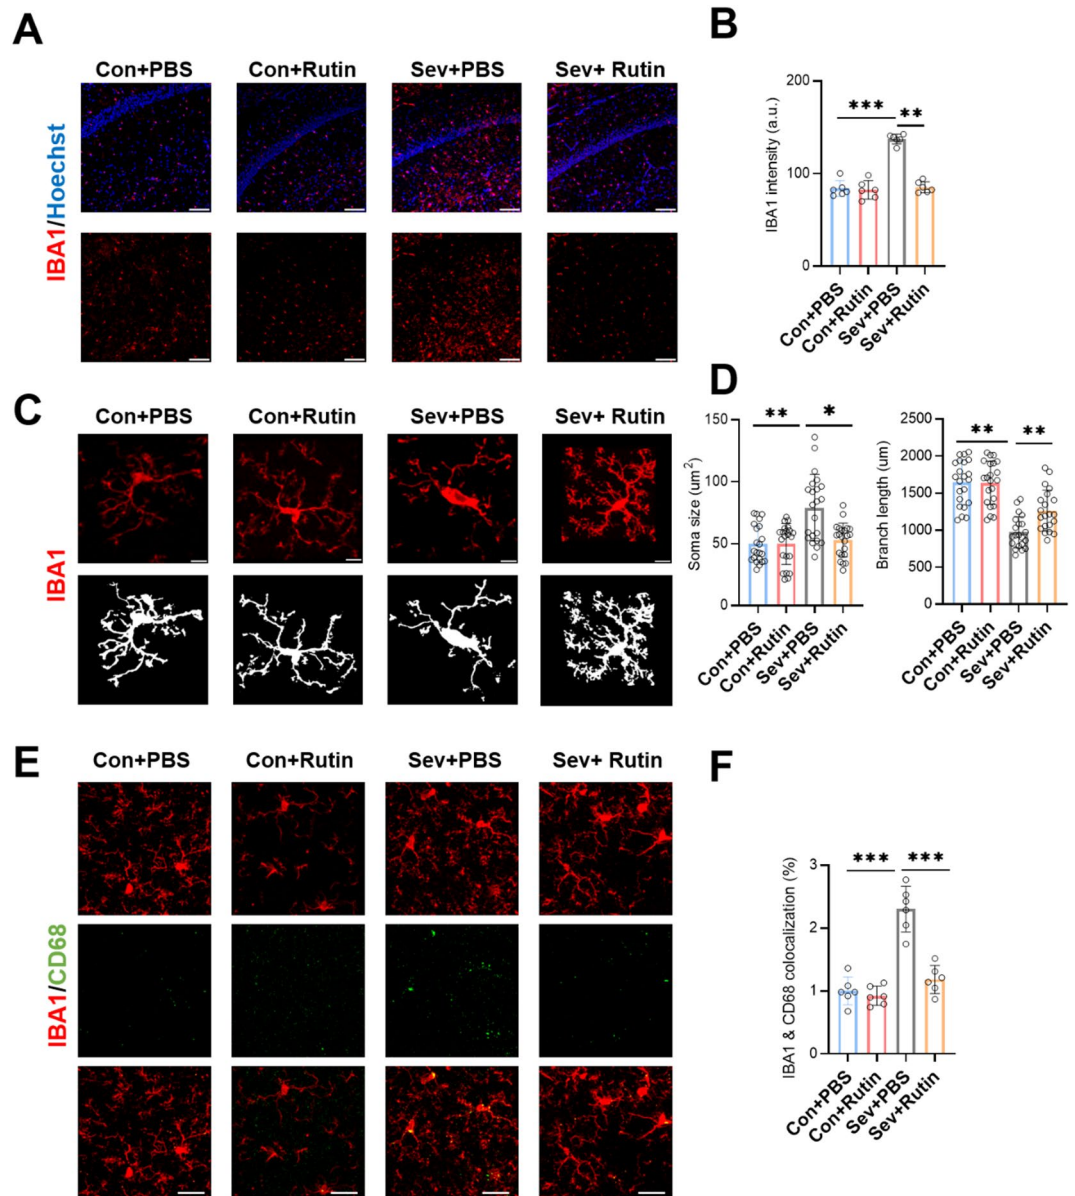 A
Con+PBS Con+Rutin Sev+PBS Sev+ Rutin
IBA1/Hoechst
B
IBA1 intensity (a.u.)
200
100
0
*** **
Con+PBS
Con+Rutin
Sev+PBS
Sev+Rutin
C
Con+PBS Con+Rutin Sev+PBS Sev+ Rutin
IBA1
D
Soma size (um²)
150
100
50
0
** *
Con+PBS
Con+Rutin
Sev+PBS
Sev+Rutin
Branch length (um)
2500
2000
1500
1000
500
0
** **
Con+PBS
Con+Rutin
Sev+PBS
Sev+Rutin
E
Con+PBS Con+Rutin Sev+PBS Sev+ Rutin
IBA1/CD68
F
IBA1 & CD68 colocalization (%)
3
2
1
0
*** ***
Con+PBS
Con+Rutin
Sev+PBS
Sev+Rutin